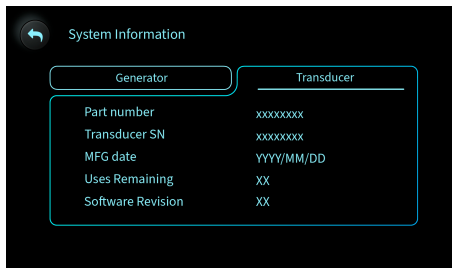 System Information
Generator
Transducer
Part number xxxxxxxx
Transducer SN xxxxxxxx
MFG date YYYY/MM/DD
Uses Remaining XX
Software Revision XX